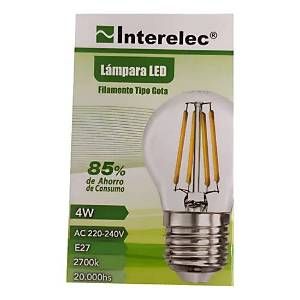 Interelec®
Lámpara LED
Filamento Tipo Gota
85%
de Ahorro
de Consumo
4W
AC 220-240V
E27
2700k
20.000hs